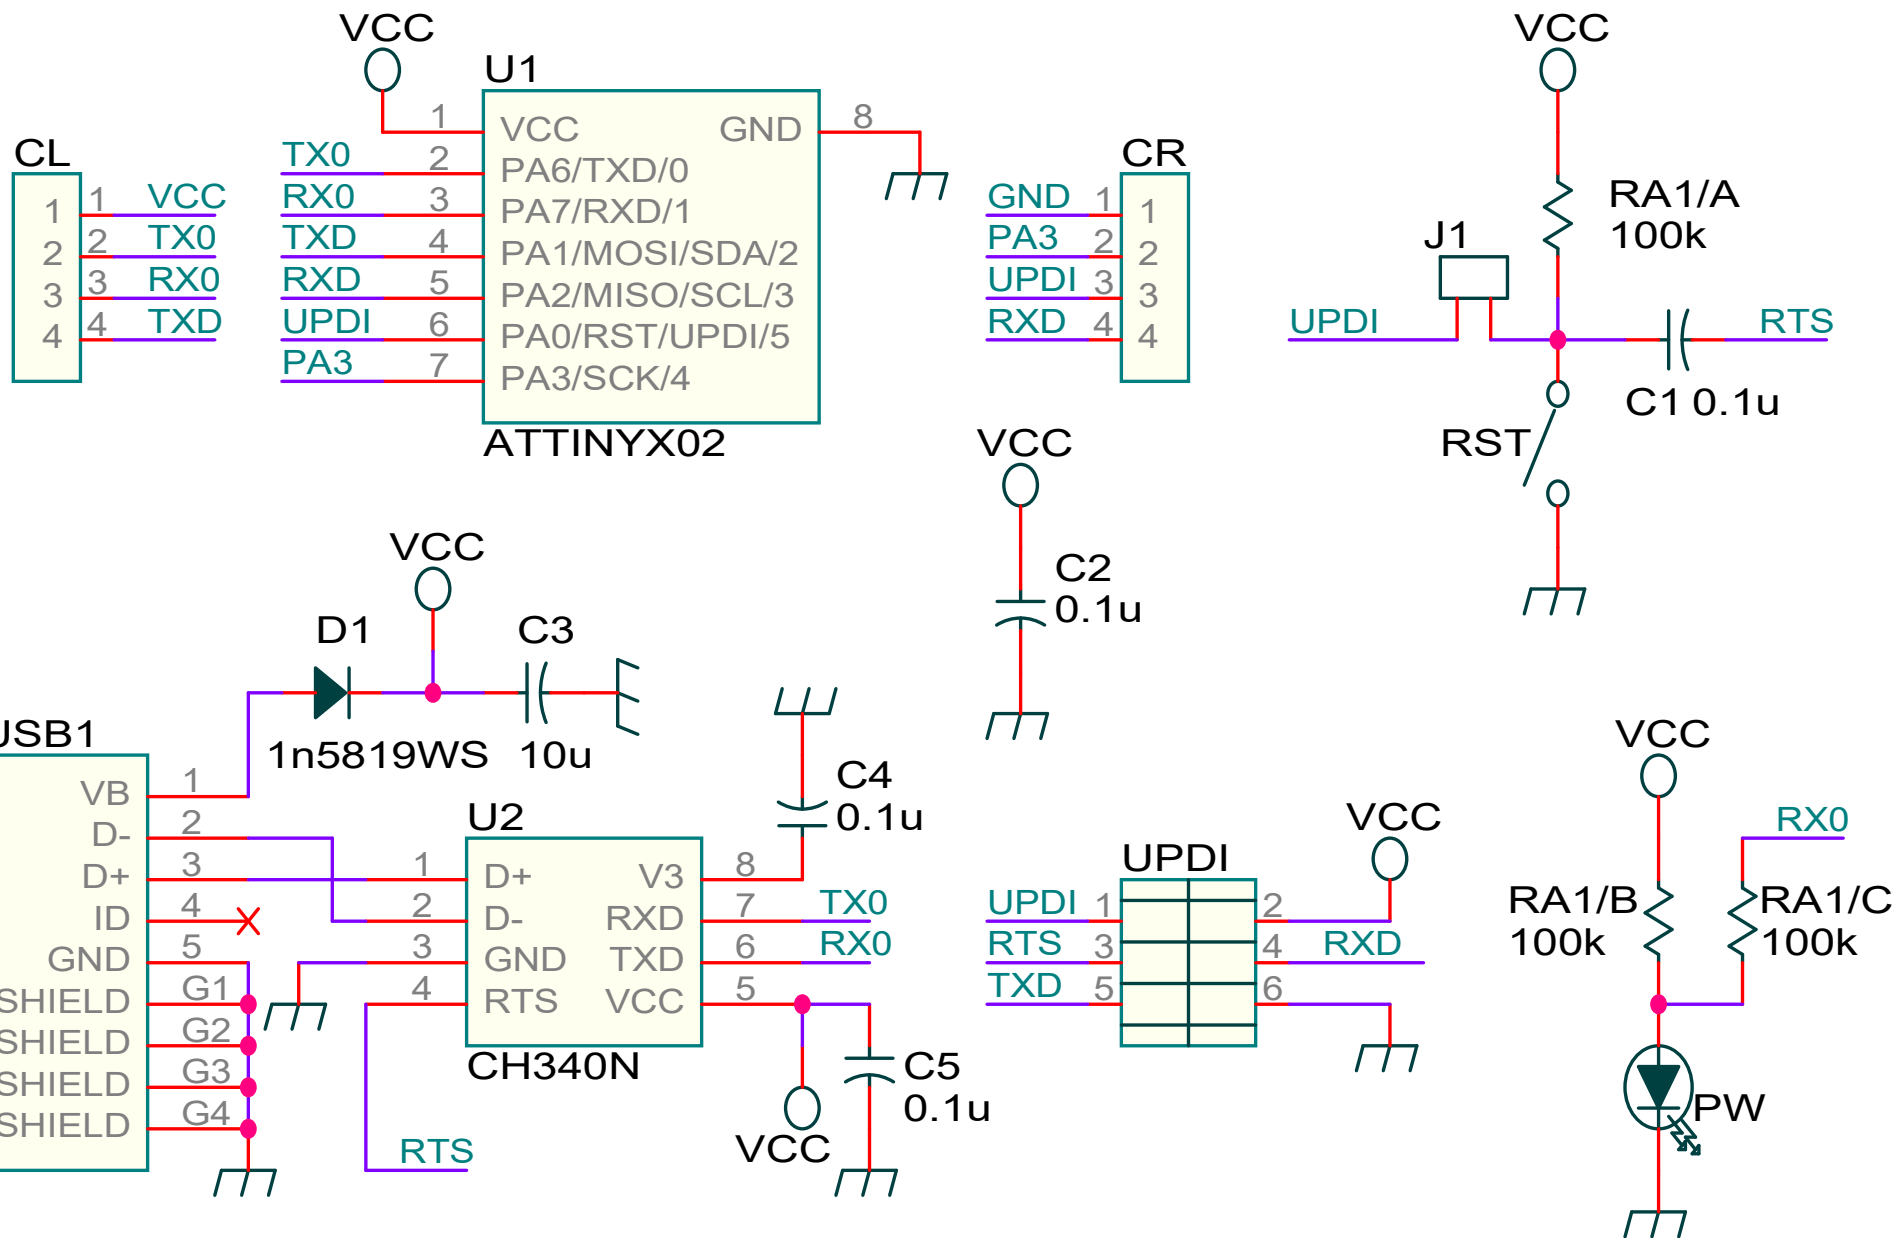 VCC
U1
1 VCC GND 8
TX0 2 PA6/TXD/0
RX0 3 PA7/RXD/1
TXD 4 PA1/MOSI/SDA/2
RXD 5 PA2/MISO/SCL/3
UPDI 6 PA0/RST/UPDI/5
PA3 7 PA3/SCK/4
ATTINYX02
CL
1 1 VCC
2 2 TX0
3 3 RX0
4 4 TXD
CR
GND 1 1
PA3 2 2
UPDI 3 3
RXD 4 4
VCC
RA1/A
100k
J1
UPDI
RTS
C1 0.1u
RST
VCC
C2
0.1u
VCC
D1
C3
1n5819WS
10u
USB1
VB 1
D- 2
D+ 3
ID 4
GND 5
SHIELD G1
SHIELD G2
SHIELD G3
SHIELD G4
C4
0.1u
U2
1 D+ V3 8
2 D- RXD 7 TX0
3 GND TXD 6 RX0
4 RTS VCC 5
CH340N
RTS
VCC
C5
0.1u
VCC
UPDI
UPDI 1 2
RTS 3 4 RXD
TXD 5 6
VCC
RX0
RA1/B
100k
RA1/C
100k
PW